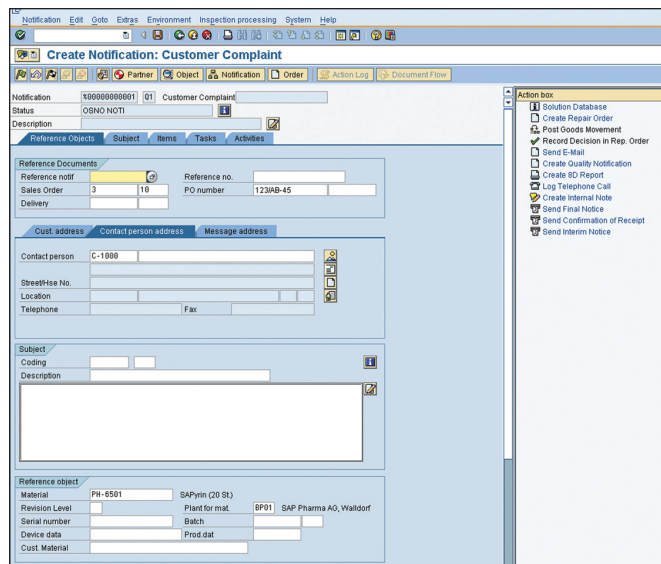 Notification Edit Goto Extras Environment Inspection processing System Help
Create Notification: Customer Complaint
Partner Object Notification Order Action Log Document Flow
Notification %00000000001 Q1 Customer Complaint
Status OSNO NOTI
Description
Reference Objects Subject Items Tasks Activities
Reference Documents
Reference notif Reference no.
Sales Order 3 10 PO number 123/AB-45
Delivery
Cust. address Contact person address Message address
Contact person C-1000
Street/Hse No.
Location
Telephone Fax
Subject
Coding
Description
Reference object
Material PH-6501 SAPyrin (20 St.)
Revision Level Plant for mat. BP01 SAP Pharma AG, Walldorf
Serial number Batch
Device data Prod.dat
Cust. Material
Action box
Solution Database
Create Repair Order
Post Goods Movement
Record Decision in Rep. Order
Send E-Mail
Create Quality Notification
Create 8D Report
Log Telephone Call
Create Internal Note
Send Final Notice
Send Confirmation of Receipt
Send Interim Notice